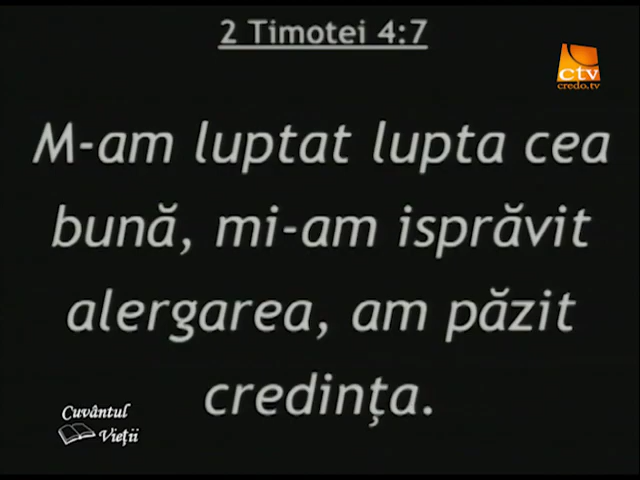 2 Timotei 4:7
ctv
credo.tv
M-am luptat lupta cea
bună, mi-am isprăvit
alergarea, am păzit
credința.
Cuvântul
Vieții